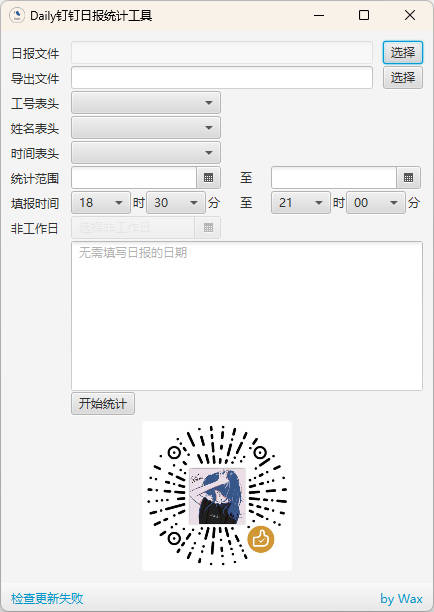 Daily钉钉日报统计工具
日报文件 选择
导出文件 选择
工号表头
姓名表头
时间表头
统计范围 至
填报时间 18 时 30 分 至 21 时 00 分
非工作日 选择非工作日
无需填写日报的日期
开始统计
检查更新失败 by Wax